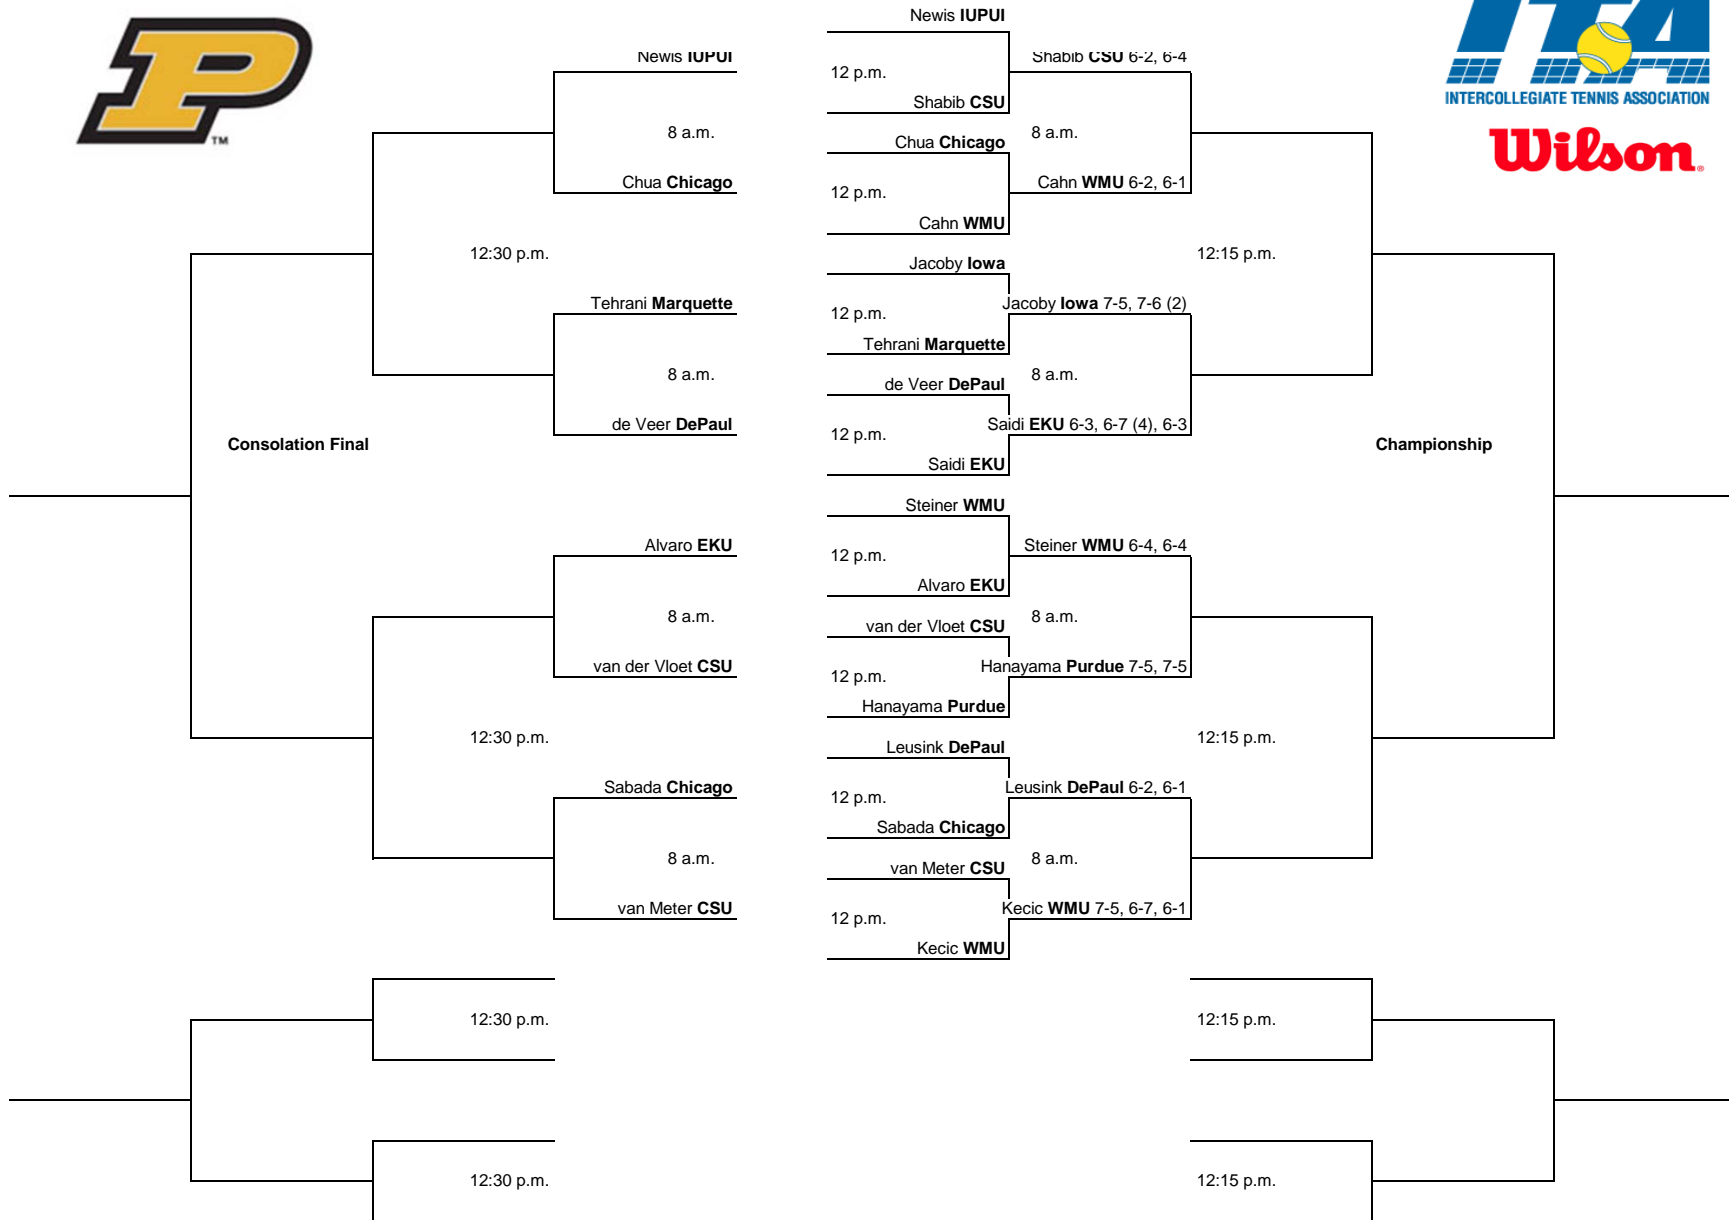 Newis IUPUI
Newis IUPUI
Shabib CSU 6-2, 6-4
12 p.m.
Shabib CSU
INTERCOLLEGIATE TENNIS ASSOCIATION
ITA
TM
8 a.m.
Chua Chicago
8 a.m.
Wilson
Chua Chicago
12 p.m.
Cahn WMU 6-2, 6-1
Cahn WMU
12:30 p.m.
Jacoby Iowa
12:15 p.m.
Tehrani Marquette
12 p.m.
Jacoby Iowa 7-5, 7-6 (2)
Tehrani Marquette
8 a.m.
de Veer DePaul
8 a.m.
de Veer DePaul
12 p.m.
Saidi EKU 6-3, 6-7 (4), 6-3
Consolation Final
Championship
Saidi EKU
Steiner WMU
Alvaro EKU
12 p.m.
Steiner WMU 6-4, 6-4
Alvaro EKU
8 a.m.
van der Vloet CSU
8 a.m.
van der Vloet CSU
12 p.m.
Hanayama Purdue 7-5, 7-5
Hanayama Purdue
12:30 p.m.
Leusink DePaul
12:15 p.m.
Sabada Chicago
12 p.m.
Leusink DePaul 6-2, 6-1
Sabada Chicago
8 a.m.
van Meter CSU
8 a.m.
van Meter CSU
12 p.m.
Kecic WMU 7-5, 6-7, 6-1
Kecic WMU
12:30 p.m.
12:15 p.m.
12:30 p.m.
12:15 p.m.